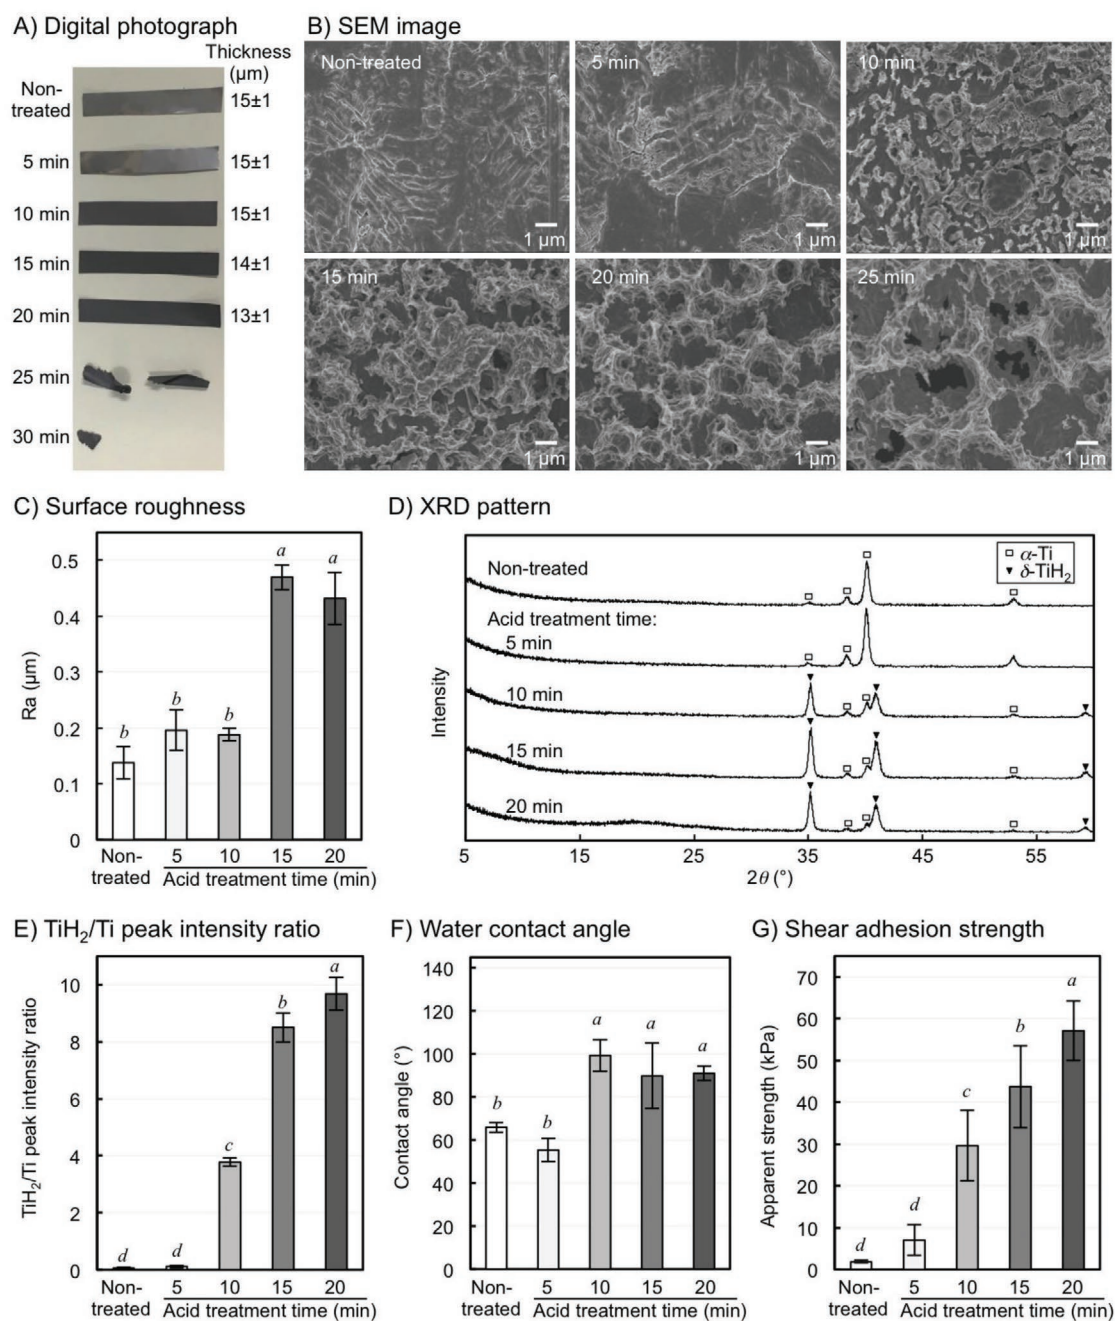 A) Digital photograph
Thickness
(µm)
Non-
treated
15±1
5 min
15±1
10 min
15±1
15 min
14±1
20 min
13±1
25 min
30 min
B) SEM image
Non-treated
1 µm
5 min
1 µm
10 min
1 µm
15 min
1 µm
20 min
1 µm
25 min
1 µm
C) Surface roughness
Ra (µm)
0.5
0.4
0.3
0.2
0.1
0
b
b
b
a
a
Non-
treated
5 10 15 20
Acid treatment time (min)
D) XRD pattern
Intensity
Non-treated
Acid treatment time:
5 min
10 min
15 min
20 min
α-Ti
δ-TiH₂
5 15 25 35 45 55
2θ (°)
E) TiH₂/Ti peak intensity ratio
TiH₂/Ti peak intensity ratio
10
8
6
4
2
0
d
d
c
b
a
Non-
treated
5 10 15 20
Acid treatment time (min)
F) Water contact angle
Contact angle (°)
140
120
100
80
60
40
20
0
b
b
a
a
a
Non-
treated
5 10 15 20
Acid treatment time (min)
G) Shear adhesion strength
Apparent strength (kPa)
70
60
50
40
30
20
10
0
d
d
c
b
a
Non-
treated
5 10 15 20
Acid treatment time (min)